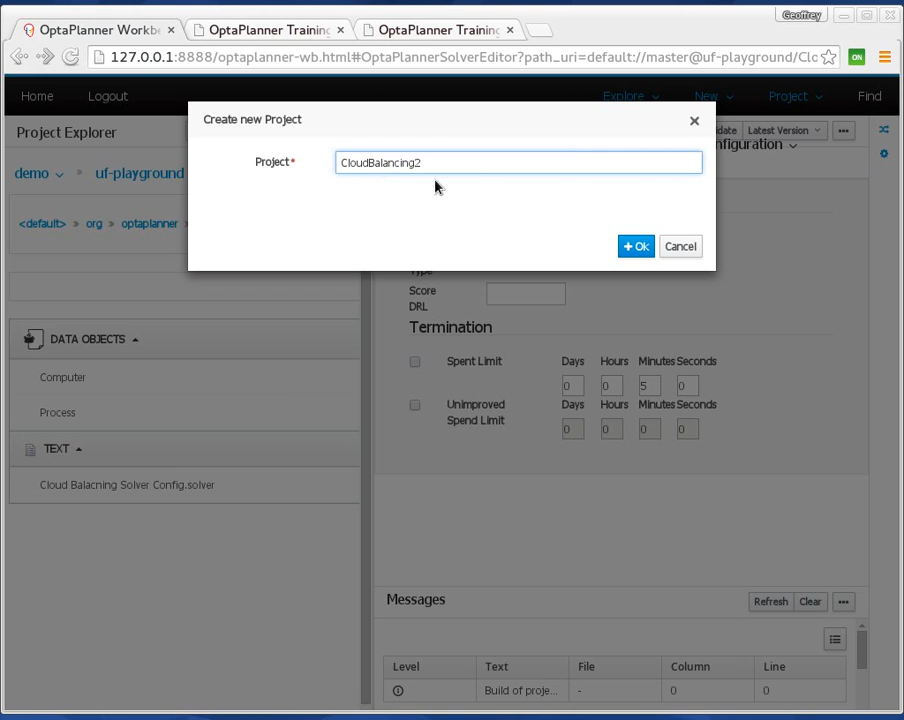 Geoffrey
OptaPlanner Workbe
OptaPlanner Training
OptaPlanner Training
127.0.0.1:8888/optaplanner-wb.html#OptaPlannerSolverEditor?path_uri=default://master@uf-playground/Clo
ON
Home Logout Explore New Project Find
Project Explorer
Create new Project
Project* CloudBalancing2
+ Ok Cancel
date Latest Version
nfiguration
demo uf-playground
<default> » org » optaplanner »
DATA OBJECTS
Computer
Process
TEXT
Cloud Balacning Solver Config.solver
Type
Score
DRL
Termination
Spent Limit Days Hours Minutes Seconds
0 0 5 0
Unimproved Days Hours Minutes Seconds
Spend Limit 0 0 0 0
Messages Refresh Clear
Level Text File Column Line
Build of proje... - 0 0